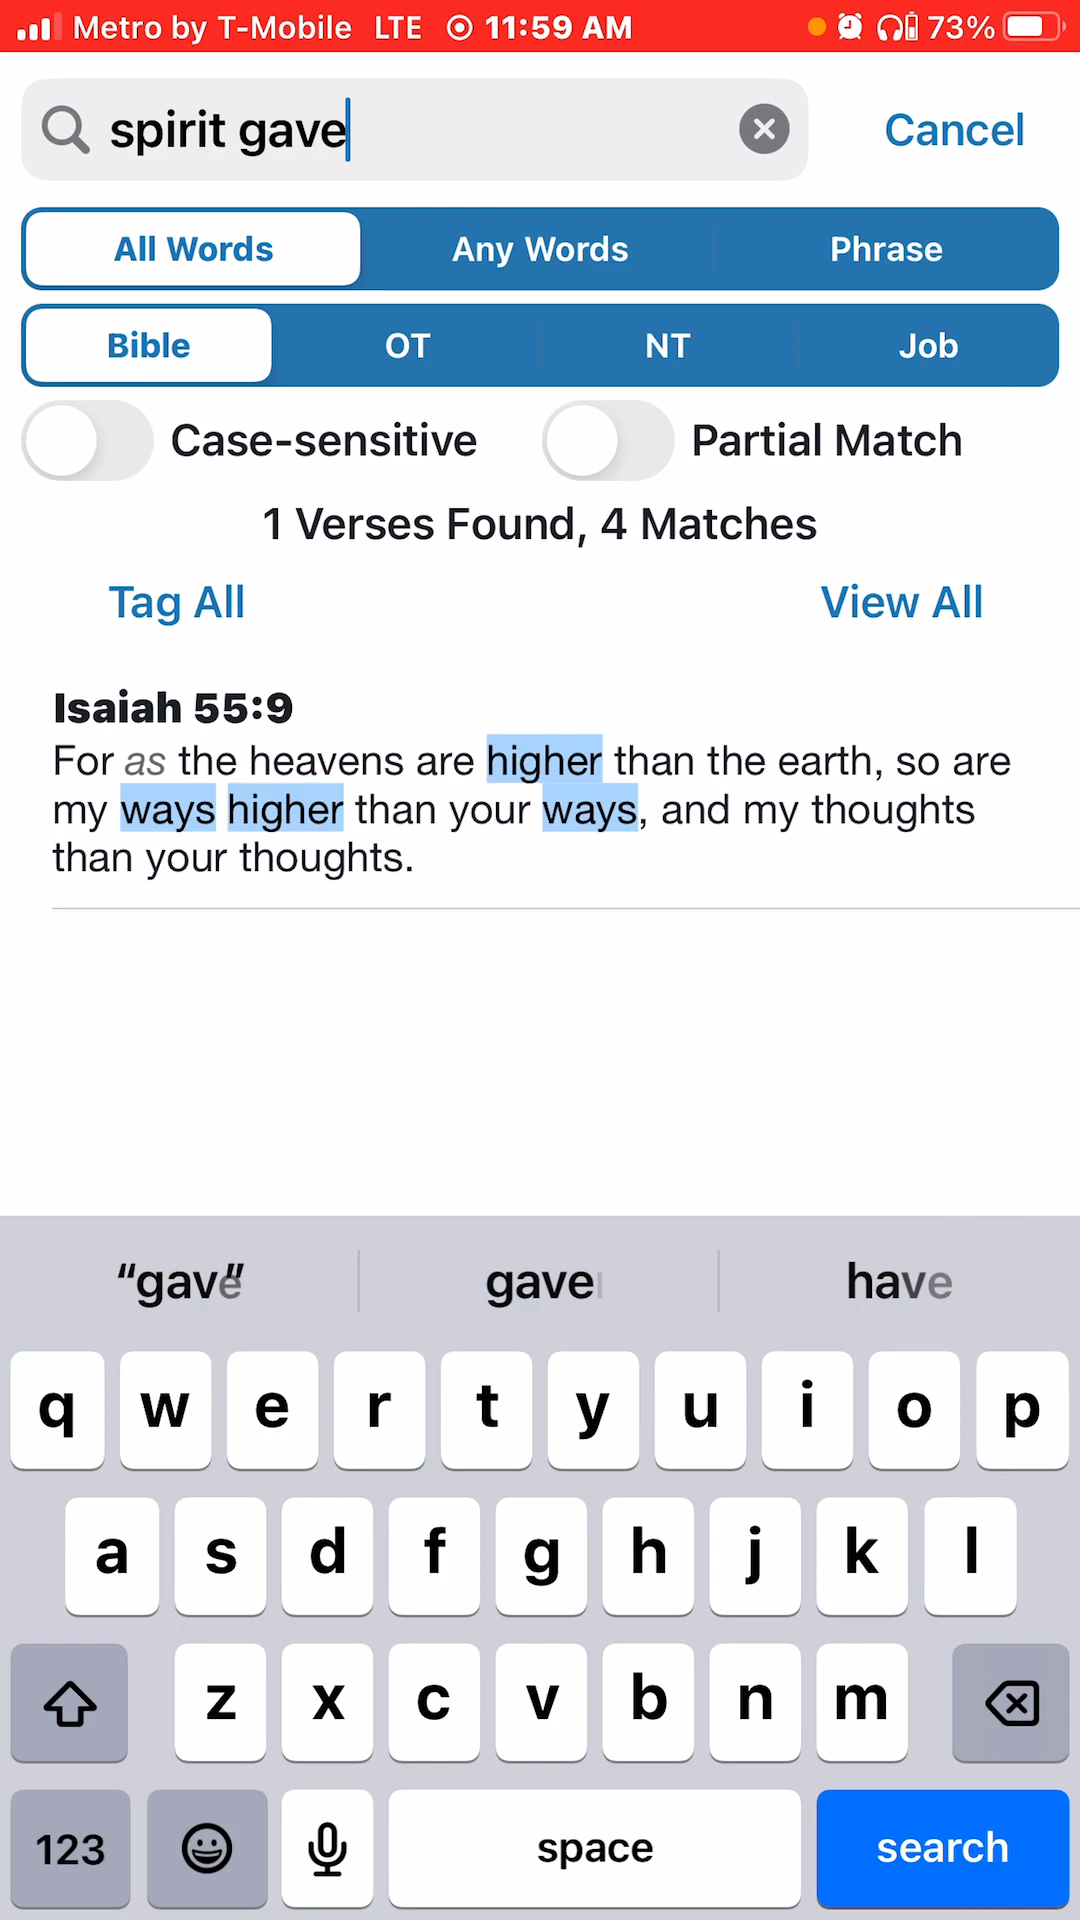 Metro by T-Mobile LTE 11:59 AM 73%
spirit gave Cancel
All Words Any Words Phrase
Bible OT NT Job
Case-sensitive Partial Match
1 Verses Found, 4 Matches
Tag All View All
Isaiah 55:9
For as the heavens are higher than the earth, so are
my ways higher than your ways, and my thoughts
than your thoughts.
“gave” gave have
q w e r t y u i o p
a s d f g h j k l
z x c v b n m
123 space search